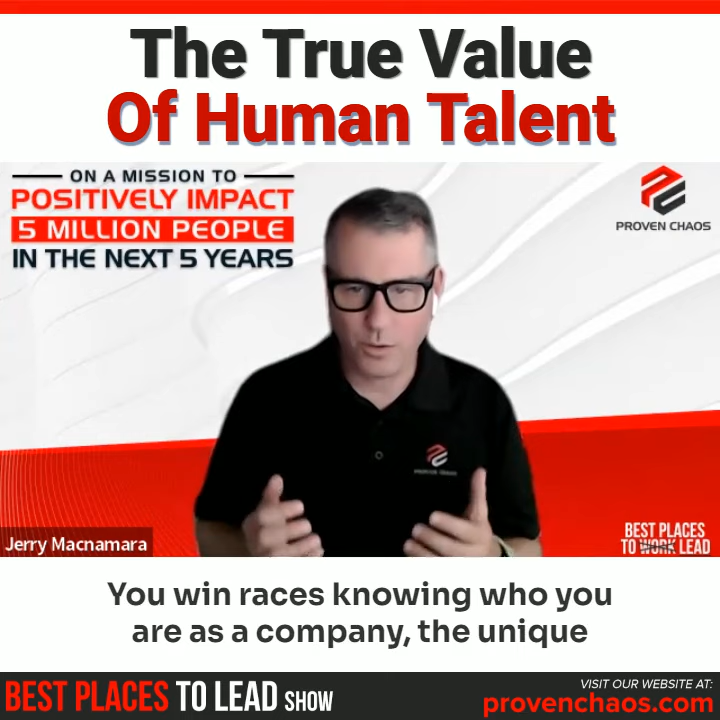 The True Value
Of Human Talent
ON A MISSION TO
POSITIVELY IMPACT
5 MILLION PEOPLE
IN THE NEXT 5 YEARS
PROVEN CHAOS
PROVEN CHAOS
Jerry Macnamara
BEST PLACES
TO WORK LEAD
You win races knowing who you
are as a company, the unique
BEST PLACES TO LEAD SHOW
VISIT OUR WEBSITE AT:
provenchaos.com